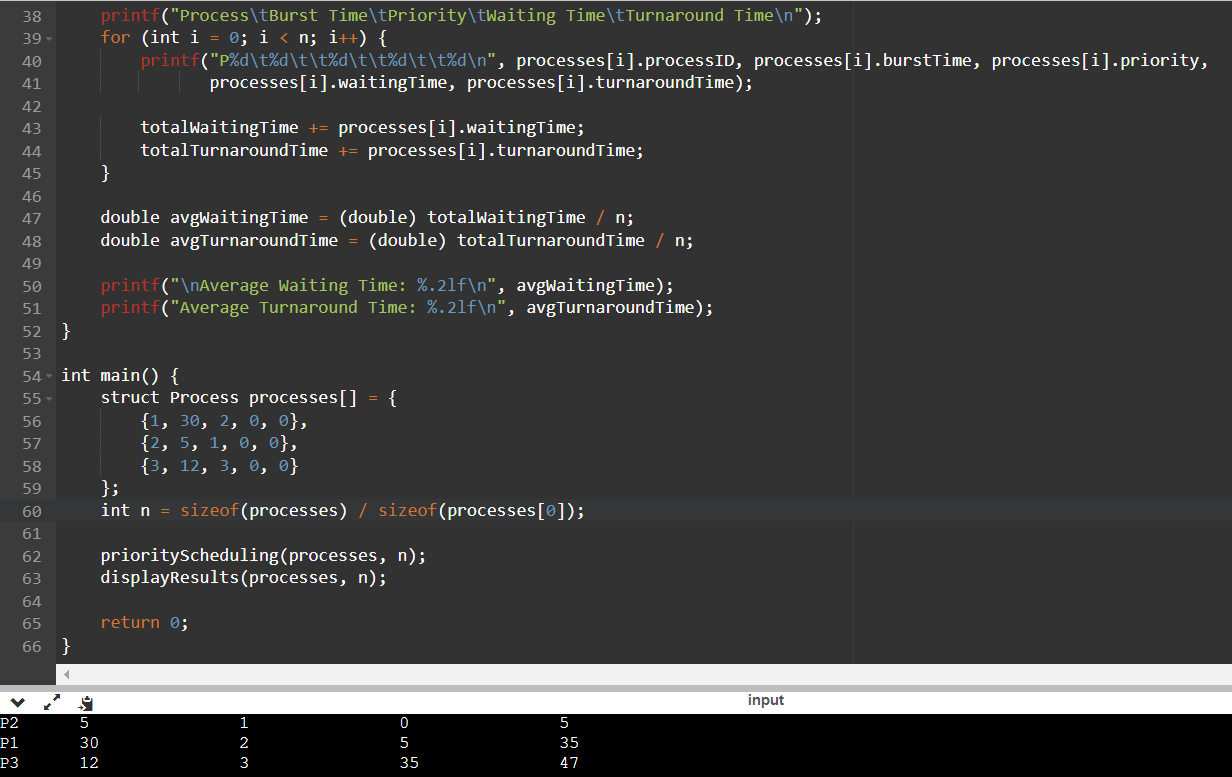 38 printf("Process\tBurst Time\tPriority\tWaiting Time\tTurnaround Time\n");
39 for (int i = 0; i < n; i++) {
40 printf("P%d\t%d\t\t%d\t\t%d\t\t%d\n", processes[i].processID, processes[i].burstTime, processes[i].priority,
41 processes[i].waitingTime, processes[i].turnaroundTime);
42
43 totalWaitingTime += processes[i].waitingTime;
44 totalTurnaroundTime += processes[i].turnaroundTime;
45 }
46
47 double avgWaitingTime = (double) totalWaitingTime / n;
48 double avgTurnaroundTime = (double) totalTurnaroundTime / n;
49
50 printf("\nAverage Waiting Time: %.2lf\n", avgWaitingTime);
51 printf("Average Turnaround Time: %.2lf\n", avgTurnaroundTime);
52 }
53
54 int main() {
55 struct Process processes[] = {
56 {1, 30, 2, 0, 0},
57 {2, 5, 1, 0, 0},
58 {3, 12, 3, 0, 0}
59 };
60 int n = sizeof(processes) / sizeof(processes[0]);
61
62 priorityScheduling(processes, n);
63 displayResults(processes, n);
64
65 return 0;
66 }
input
P2 5 1 0 5
P1 30 2 5 35
P3 12 3 35 47